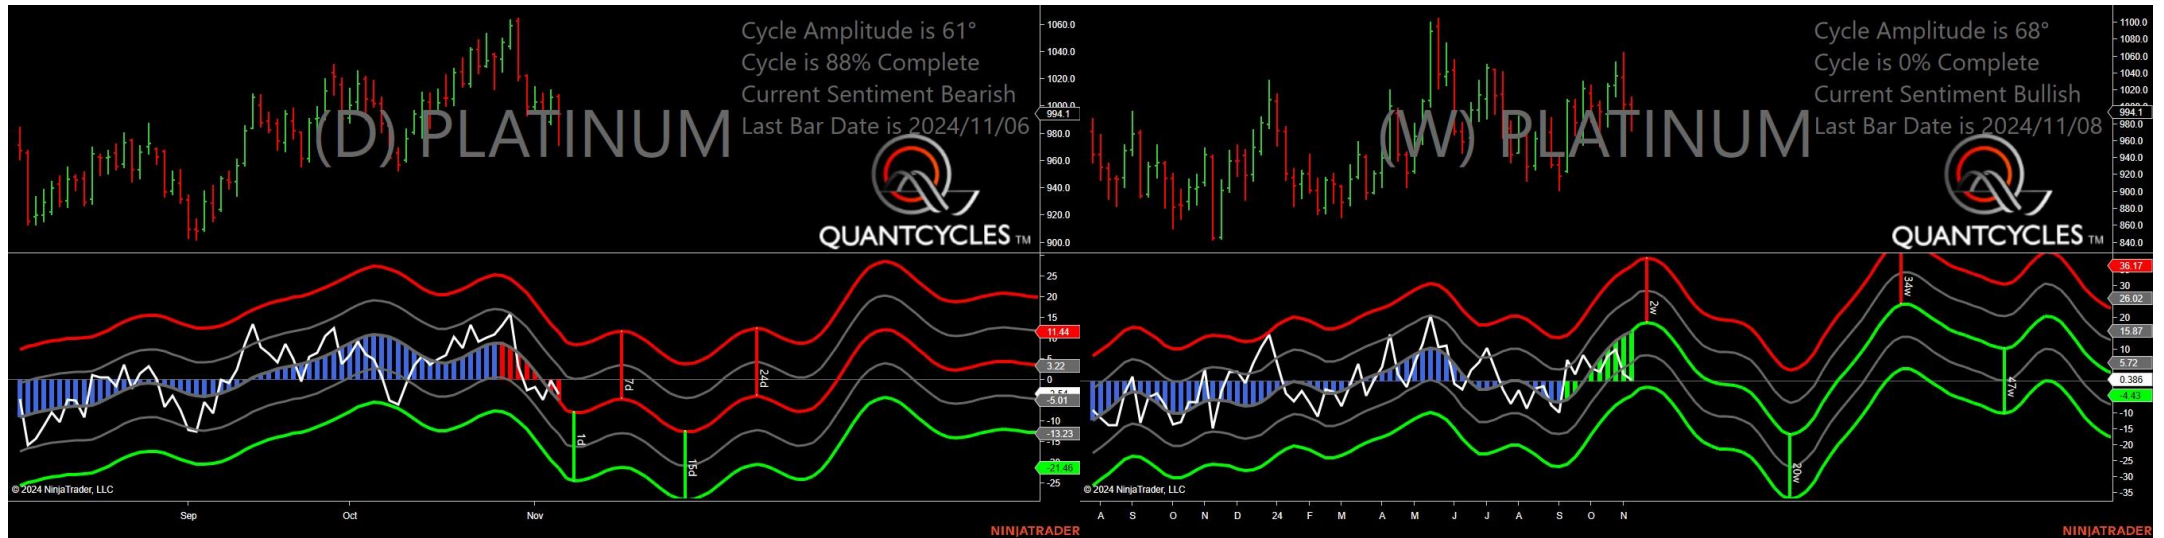 Cycle Amplitude is 61°
Cycle is 88% Complete
Current Sentiment Bearish
Last Bar Date is 2024/11/06
(D) PLATINUM
QUANTCYCLES TM
1060.0
1040.0
1020.0
1000.0
994.1
980.0
960.0
940.0
920.0
900.0
25
20
15
11.44
10
5
3.22
0
-5.01
-10
-13.23
-15
-21.46
-25
7d
24d
1d
15d
© 2024 NinjaTrader, LLC
Sep Oct Nov
NINJATRADER
Cycle Amplitude is 68°
Cycle is 0% Complete
Current Sentiment Bullish
Last Bar Date is 2024/11/08
(W) PLATINUM
QUANTCYCLES TM
1100.0
1080.0
1060.0
1040.0
1020.0
994.1
980.0
960.0
940.0
920.0
900.0
880.0
860.0
840.0
36.17
30
26.02
20
15.87
10
5.72
0.386
-4.43
-10
-15
-20
-25
-30
-35
2w
34w
47w
20w
© 2024 NinjaTrader, LLC
A S O N D 24 F M A M J J A S O N
NINJATRADER